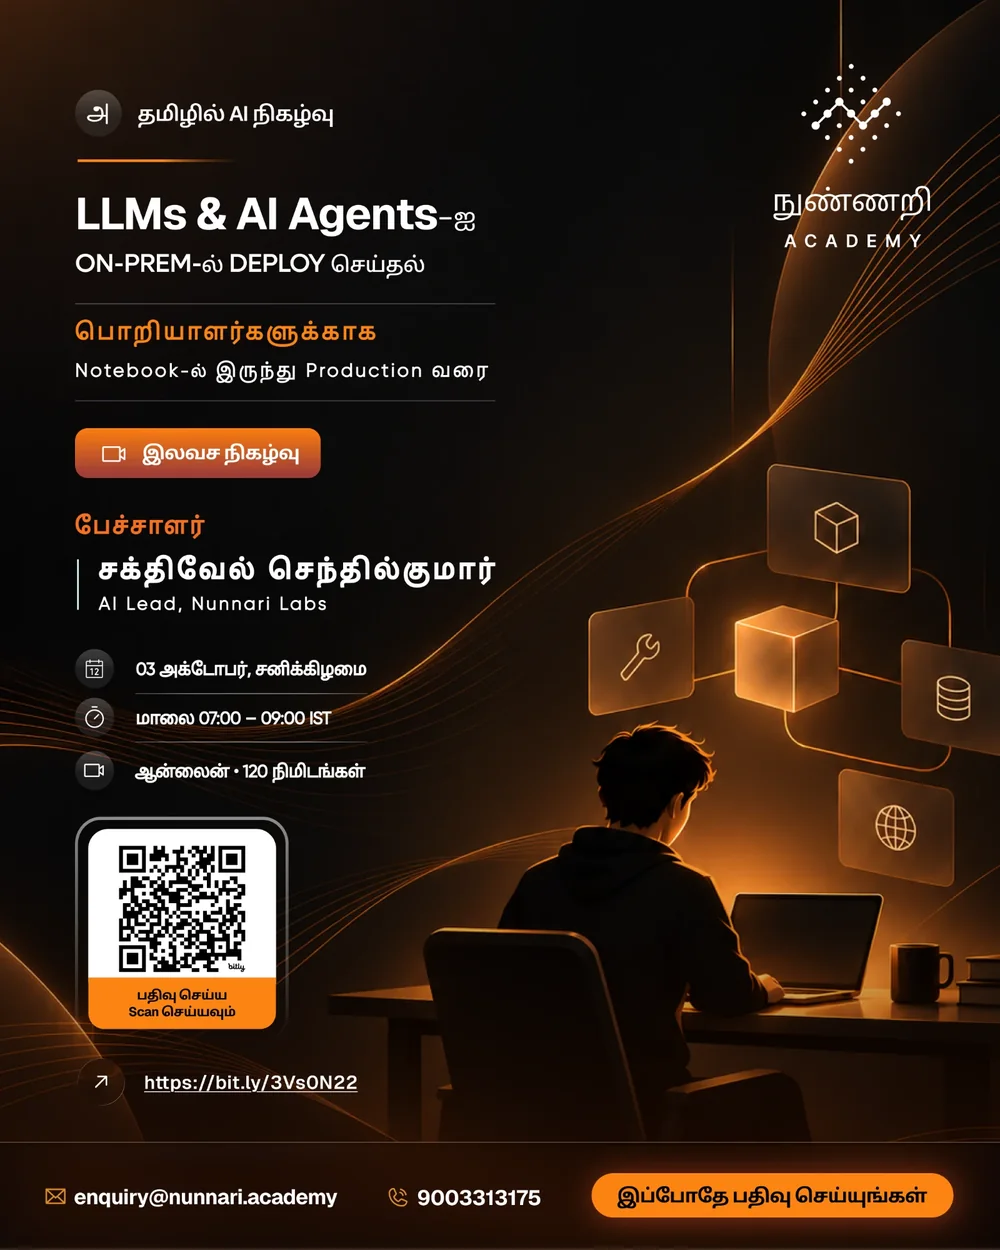 அ தமிழில் AI நிகழ்வு
நுண்ணறி
ACADEMY
LLMs & AI Agents-ஐ
ON-PREM-ல் DEPLOY செய்தல்
பொறியாளர்களுக்காக
Notebook-ல் இருந்து Production வரை
இலவச நிகழ்வு
பேச்சாளர்
சக்திவேல் செந்தில்குமார்
AI Lead, Nunnari Labs
12
03 அக்டோபர், சனிக்கிழமை
மாலை 07:00 – 09:00 IST
ஆன்லைன் • 120 நிமிடங்கள்
bitly
பதிவு செய்ய
Scan செய்யவும்
https://bit.ly/3VsON22
enquiry@nunnari.academy
9003313175
இப்போதே பதிவு செய்யுங்கள்